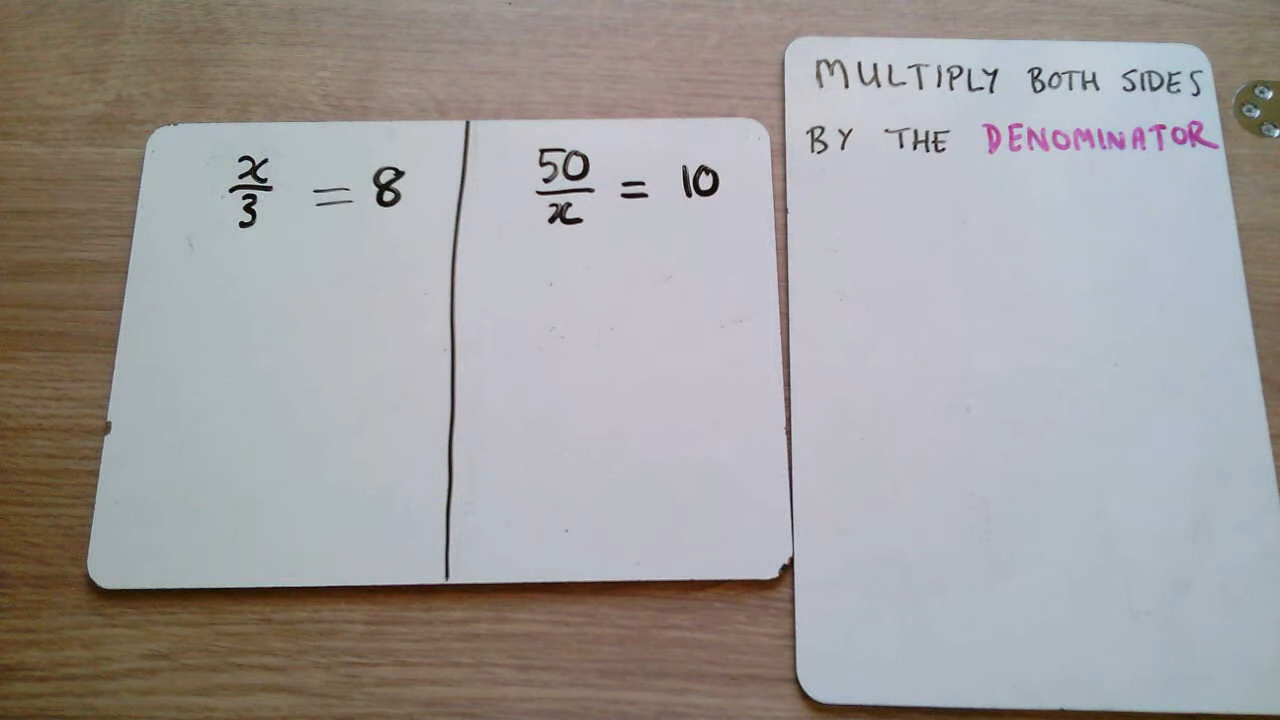 x/3 = 8
50/x = 10
MULTIPLY BOTH SIDES
BY THE DENOMINATOR